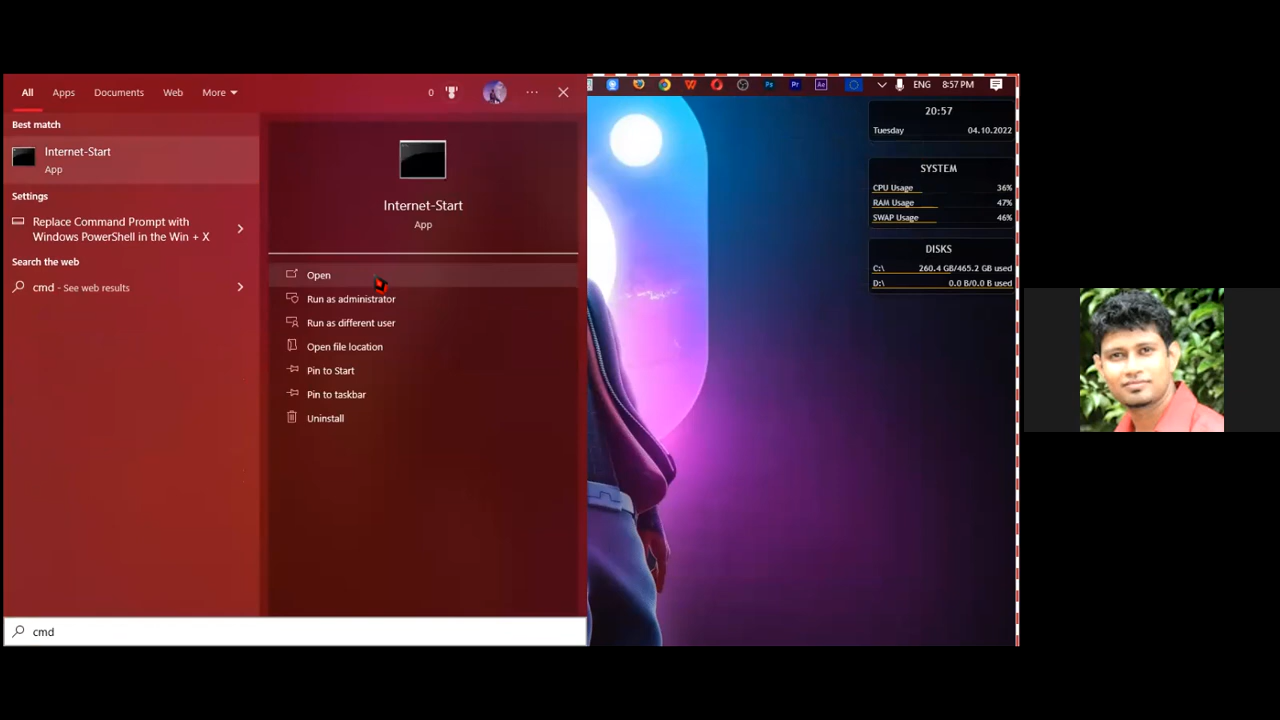 All Apps Documents Web More 0 ...
Best match
Internet-Start
App
Settings
Replace Command Prompt with
Windows PowerShell in the Win + X
Search the web
cmd - See web results
Internet-Start
App
Open
Run as administrator
Run as different user
Open file location
Pin to Start
Pin to taskbar
Uninstall
cmd
Ps Pr Ae ENG 8:57 PM
20:57
Tuesday 04.10.2022
SYSTEM
CPU Usage 36%
RAM Usage 47%
SWAP Usage 46%
DISKS
C:\ 260.4 GB/465.2 GB used
D:\ 0.0 B/0.0 B used